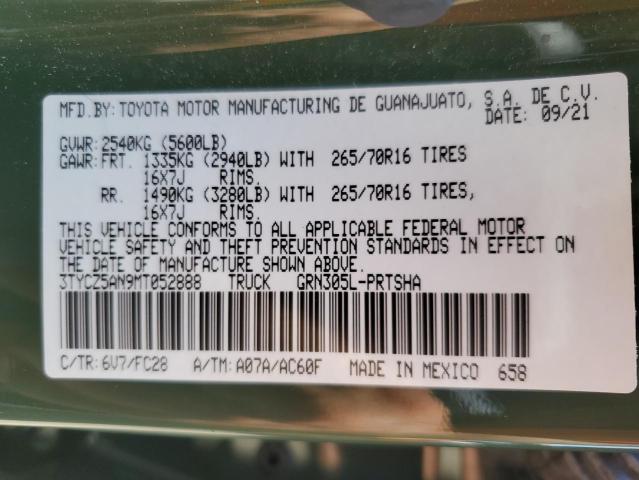 MFD.BY: TOYOTA MOTOR MANUFACTURING DE GUANAJUATO, S.A. DE C.V.
DATE: 09/21
GVWR: 2540KG (5600LB)
GAWR: FRT. 1335KG (2940LB) WITH 265/70R16 TIRES
16X7J RIMS.
RR. 1490KG (3280LB) WITH 265/70R16 TIRES,
16X7J RIMS.
THIS VEHICLE CONFORMS TO ALL APPLICABLE FEDERAL MOTOR
VEHICLE SAFETY AND THEFT PREVENTION STANDARDS IN EFFECT ON
THE DATE OF MANUFACTURE SHOWN ABOVE.
3TYCZ5AN9MT052888 TRUCK GRN305L-PRTSHA
C/TR: 6V7/FC28 A/TM: A07A/AC60F MADE IN MEXICO 658